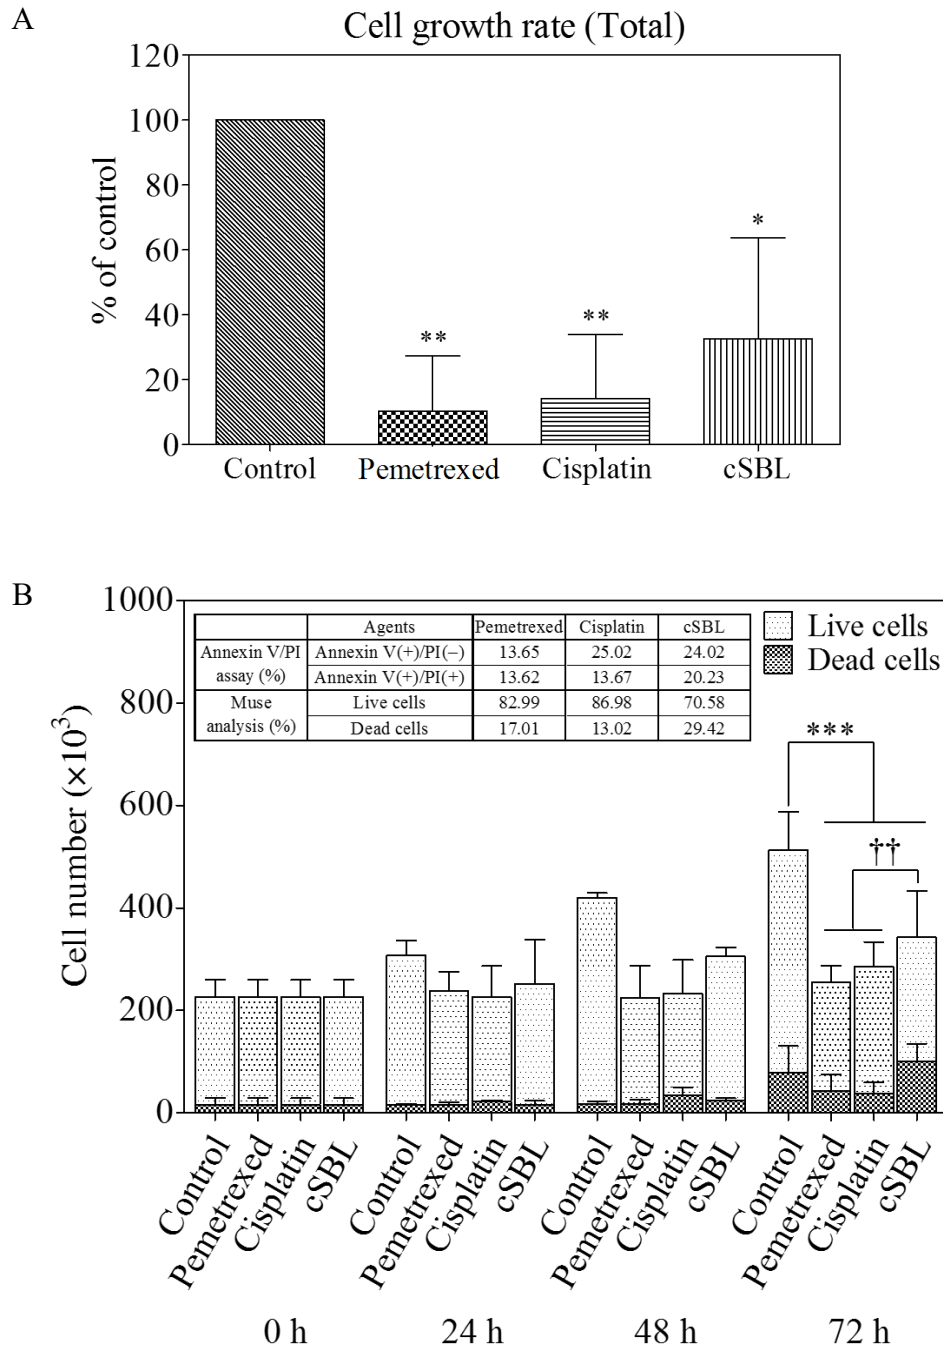 A
Cell growth rate (Total)
% of control
120
100
80
60
40
20
0
**
**
*
Control Pemetrexed Cisplatin cSBL
B
Cell number (×10³)
1000
800
600
400
200
0
Agents Pemetrexed Cisplatin cSBL
Annexin V/PI assay (%) Annexin V(+)/PI(−) 13.65 25.02 24.02
Annexin V(+)/PI(+) 13.62 13.67 20.23
Muse analysis (%) Live cells 82.99 86.98 70.58
Dead cells 17.01 13.02 29.42
Live cells
Dead cells
***
††
Control Pemetrexed Cisplatin cSBL Control Pemetrexed Cisplatin cSBL Control Pemetrexed Cisplatin cSBL Control Pemetrexed Cisplatin cSBL
0 h 24 h 48 h 72 h